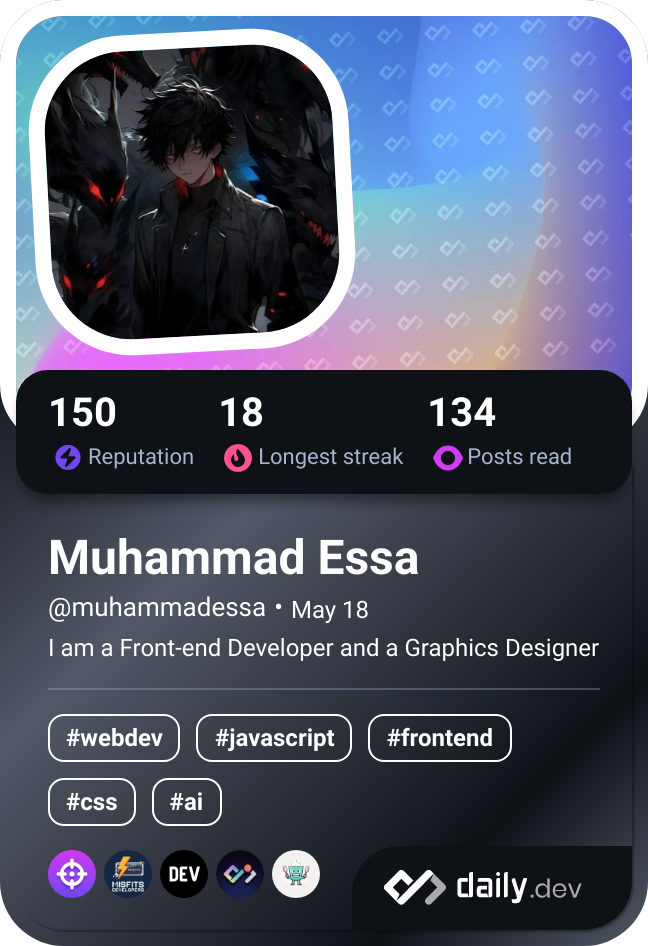 150 18 134
Reputation Longest streak Posts read
Muhammad Essa
@muhammadessa • May 18
I am a Front-end Developer and a Graphics Designer
#webdev #javascript #frontend
#css #ai
MISFITS DEVELOPERS DEV
daily.dev